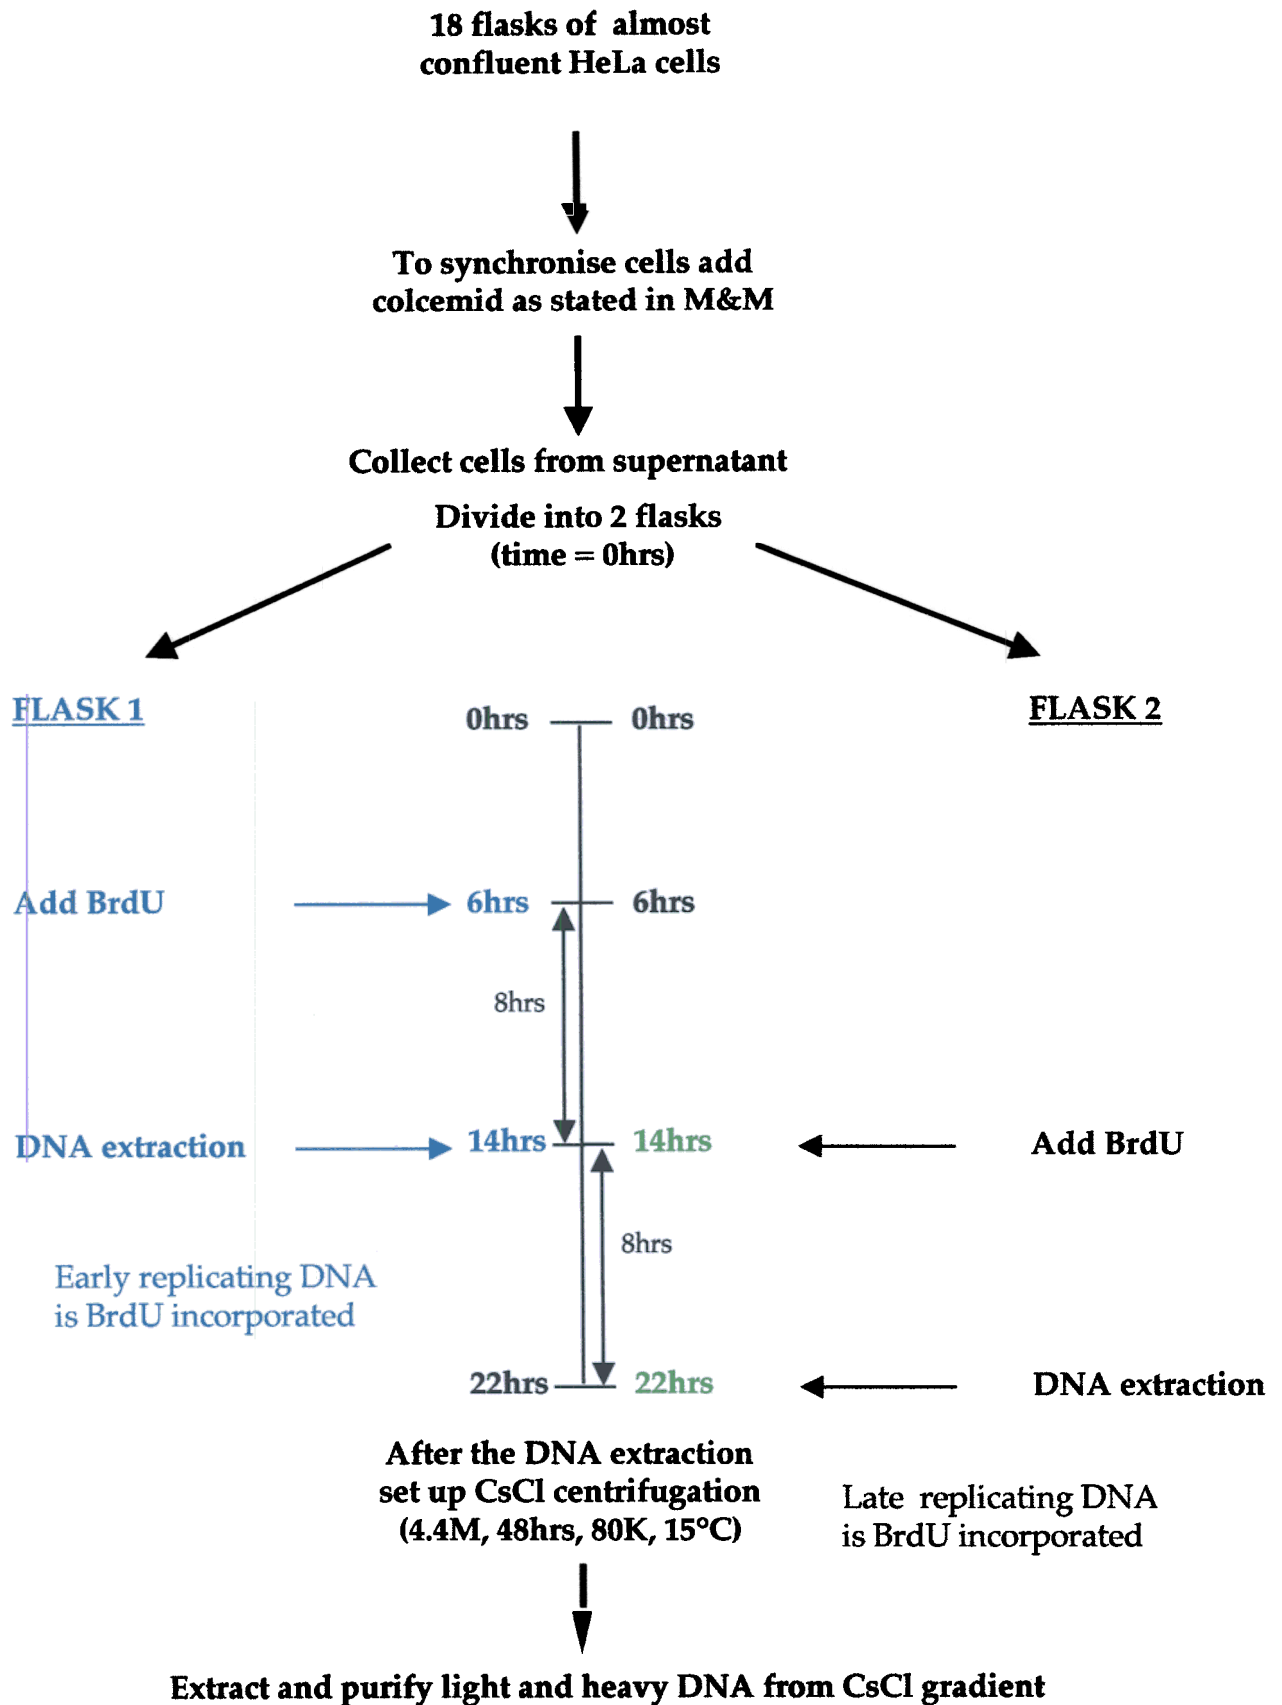 18 flasks of almost
confluent HeLa cells
To synchronise cells add
colcemid as stated in M&M
Collect cells from supernatant
Divide into 2 flasks
(time = 0hrs)
FLASK 1
0hrs 0hrs
FLASK 2
Add BrdU
6hrs 6hrs
8hrs
DNA extraction
14hrs 14hrs
Add BrdU
8hrs
Early replicating DNA
is BrdU incorporated
22hrs 22hrs
DNA extraction
After the DNA extraction
set up CsCl centrifugation
(4.4M, 48hrs, 80K, 15°C)
Late replicating DNA
is BrdU incorporated
Extract and purify light and heavy DNA from CsCl gradient